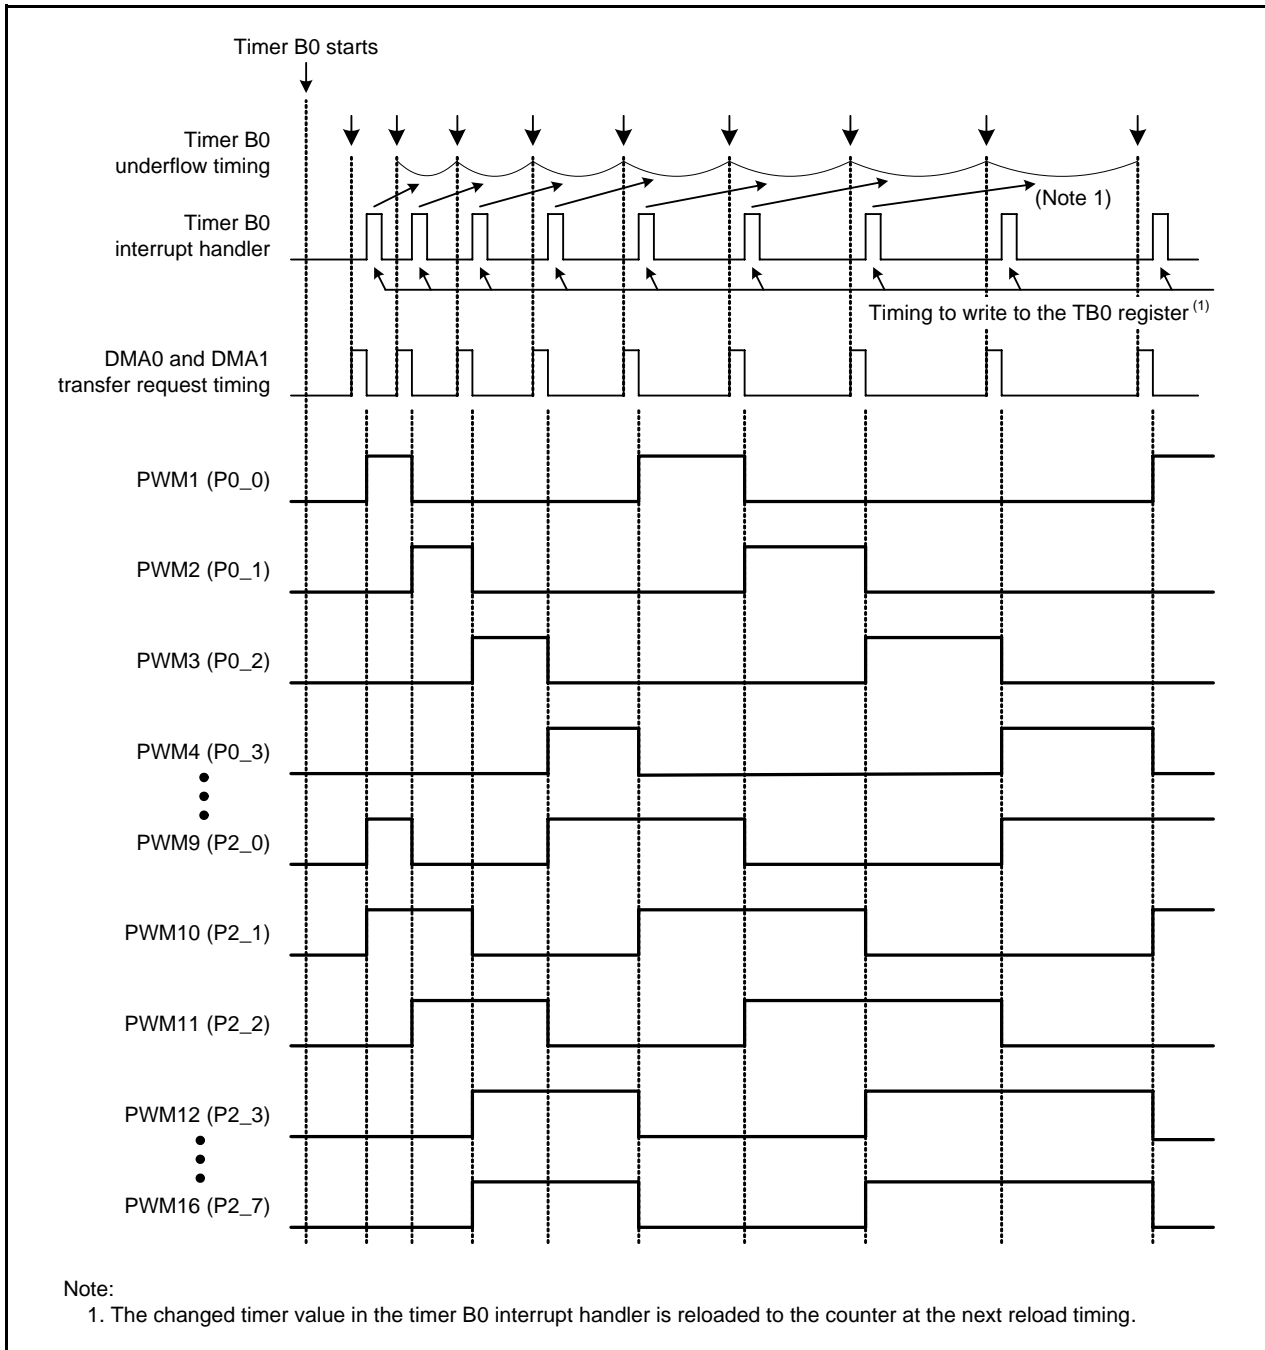 Timer B0 starts
Timer B0
underflow timing
(Note 1)
Timer B0
interrupt handler
Timing to write to the TB0 register (1)
DMA0 and DMA1
transfer request timing
PWM1 (P0_0)
PWM2 (P0_1)
PWM3 (P0_2)
PWM4 (P0_3)
PWM9 (P2_0)
PWM10 (P2_1)
PWM11 (P2_2)
PWM12 (P2_3)
PWM16 (P2_7)
Note:
1. The changed timer value in the timer B0 interrupt handler is reloaded to the counter at the next reload timing.